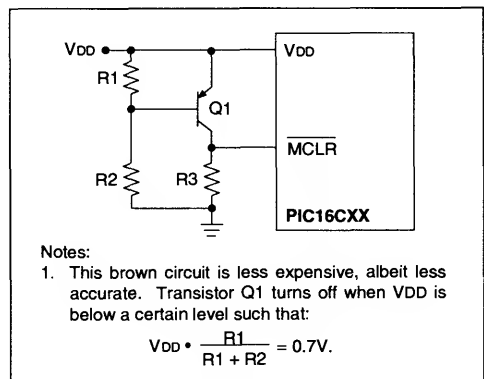 VDD VDD
R1
Q1
MCLR
R2 R3
PIC16CXX
Notes:
1. This brown circuit is less expensive, albeit less
accurate. Transistor Q1 turns off when VDD is
below a certain level such that:
VDD • R1 / R1 + R2 = 0.7V.